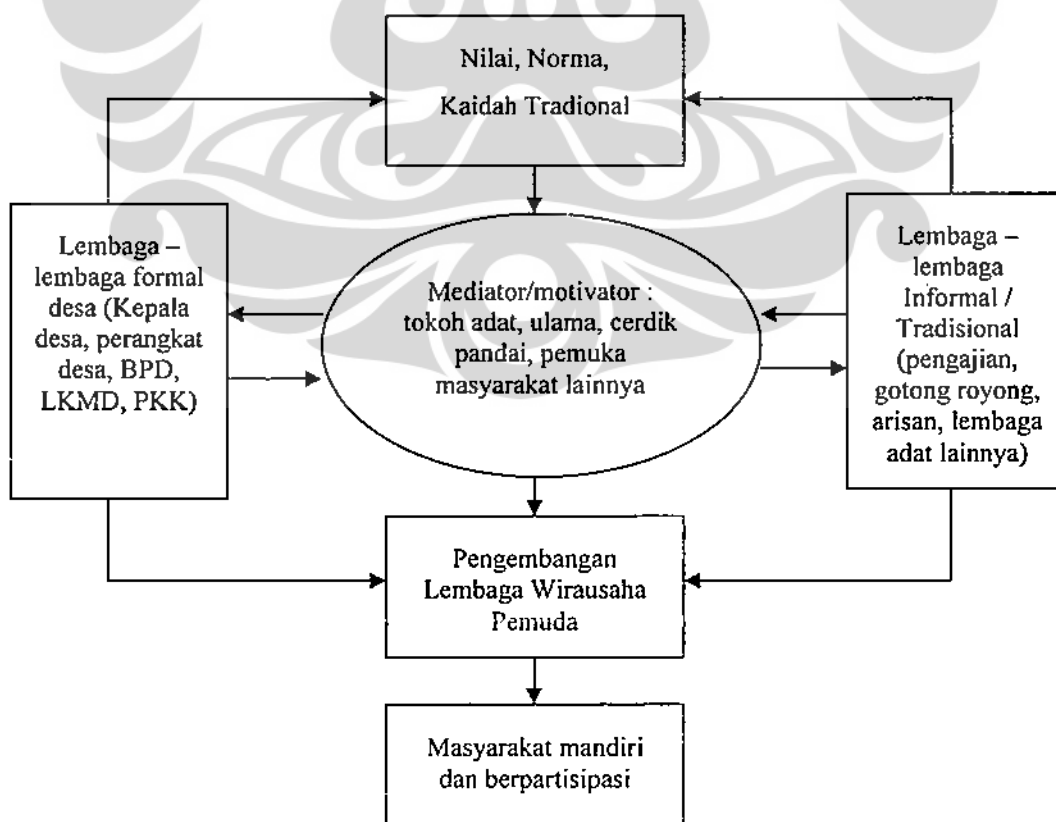 Nilai, Norma,
Kaidah Tradional
Lembaga –
lembaga formal
desa (Kepala
desa, perangkat
desa, BPD,
LKMD, PKK)
Mediator/motivator :
tokoh adat, ulama, cerdik
pandai, pemuka
masyarakat lainnya
Lembaga –
lembaga
Informal /
Tradisional
(pengajian,
gotong royong,
arisan, lembaga
adat lainnya)
Pengembangan
Lembaga Wirausaha
Pemuda
Masyarakat mandiri
dan berpartisipasi